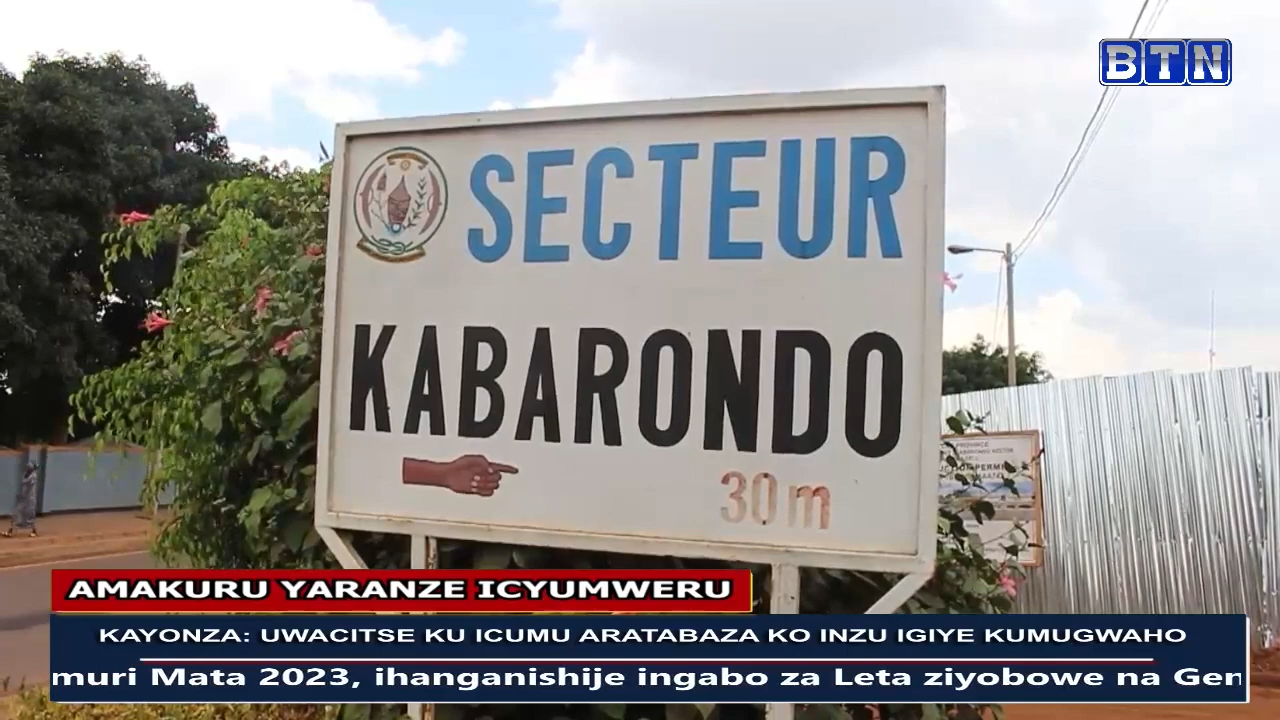 BTN
SECTEUR
KABARONDO
30 m
PROVINCE
AMAKURU YARANZE ICYUMWERU
KAYONZA: UWACITSE KU ICUMU ARATABAZA KO INZU IGIYE KUMUGWAHO
muri Mata 2023, ihanganishije ingabo za Leta ziyobowe na Gen